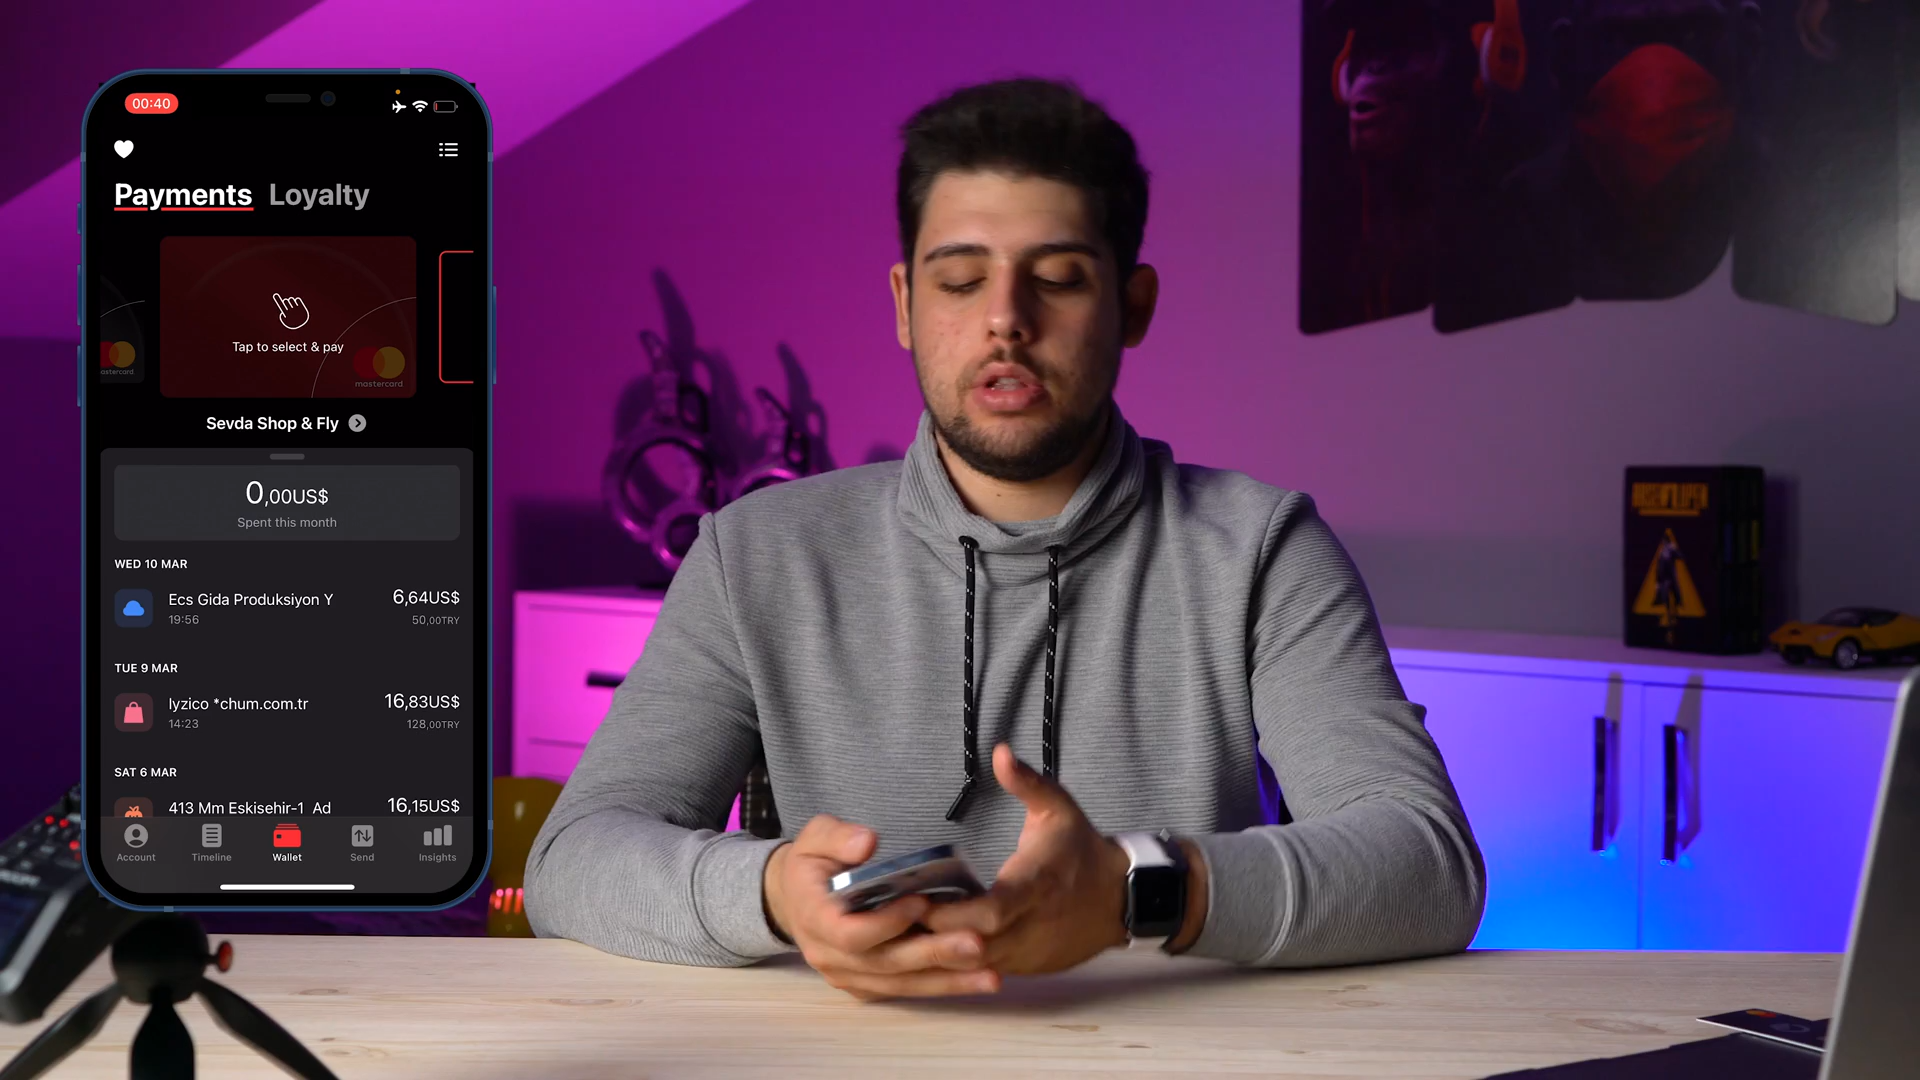 00:40
Payments Loyalty
Tap to select & pay
mastercard
astercard
Sevda Shop & Fly
0,00US$
Spent this month
WED 10 MAR
Ecs Gida Produksiyon Y 6,64US$
19:56 50,00TRY
TUE 9 MAR
Iyzico *chum.com.tr 16,83US$
14:23 128,00TRY
SAT 6 MAR
413 Mm Eskisehir-1 Ad 16,15US$
Account Timeline Wallet Send Insights